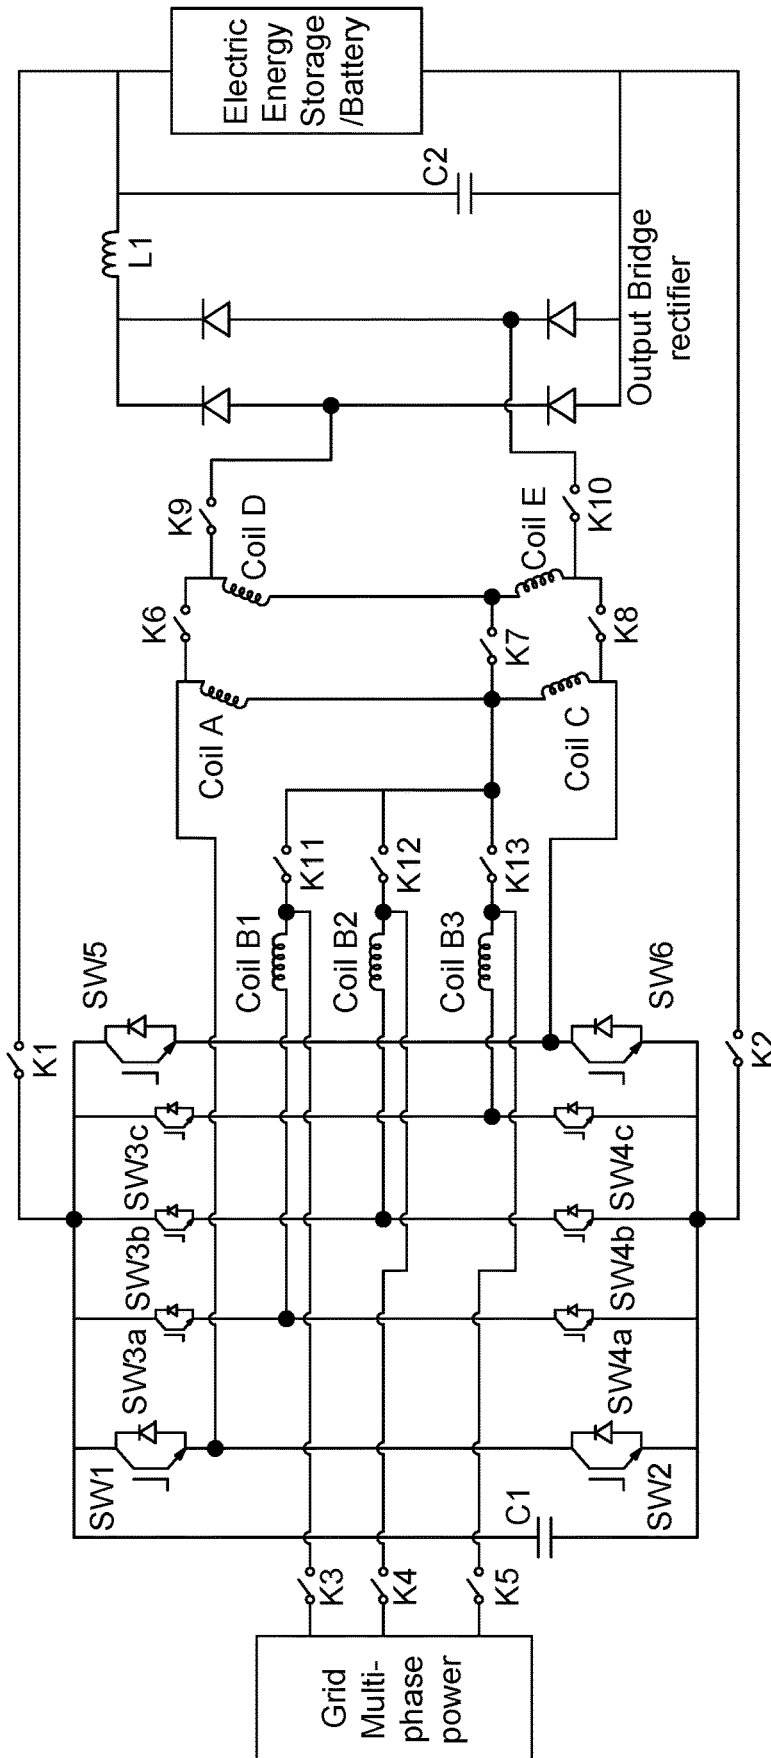 Electric
Energy
Storage
/Battery
C2
L1
Output Bridge
rectifier
K9
K10
Coil D
Coil E
K6
K7
K8
Coil A
Coil C
K11
K12
K13
Coil B1
Coil B2
Coil B3
SW5
SW6
K1
K2
SW3c
SW4c
SW3b
SW4b
SW3a
SW4a
SW1
SW2
C1
K3
K4
K5
Grid
Multi-
phase
power